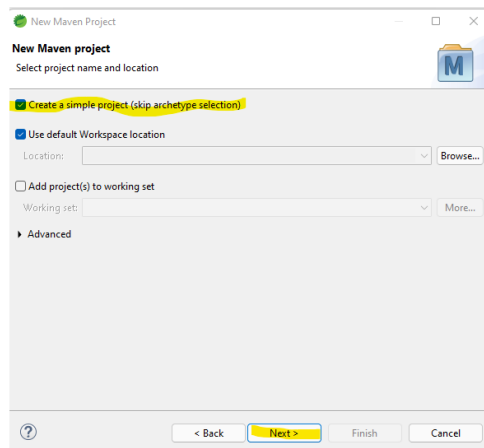 New Maven Project
New Maven project
Select project name and location
M
Create a simple project (skip archetype selection)
Use default Workspace location
Location:
Browse...
Add project(s) to working set
Working set:
More...
Advanced
?
< Back
Next >
Finish
Cancel